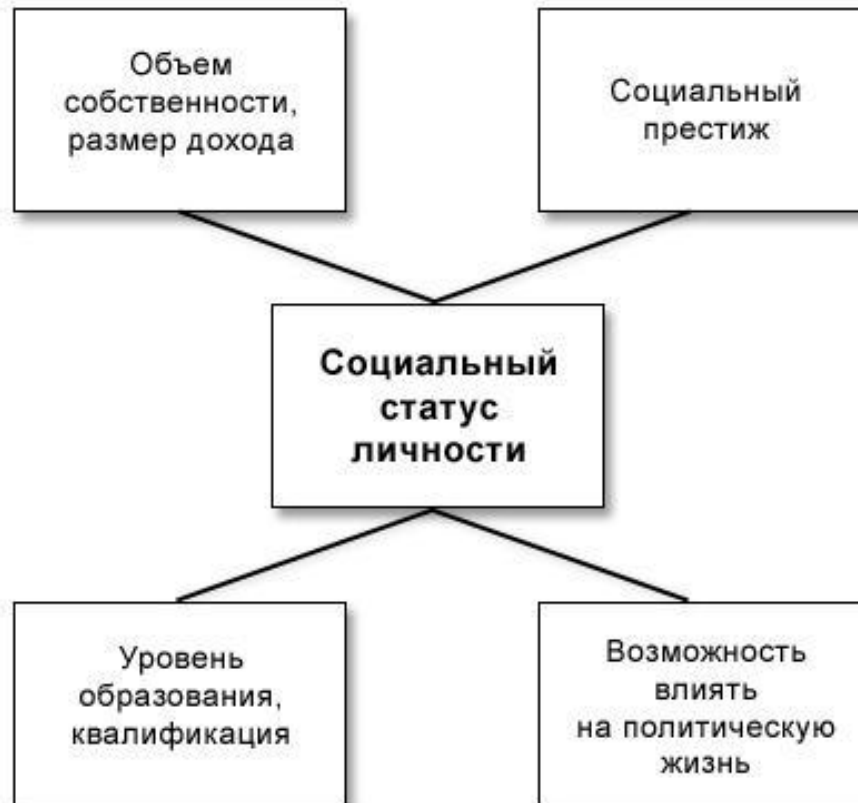 Объем
собственности,
размер дохода
Социальный
престиж
Социальный
статус
личности
Уровень
образования,
квалификация
Возможность
влиять
на политическую
жизнь